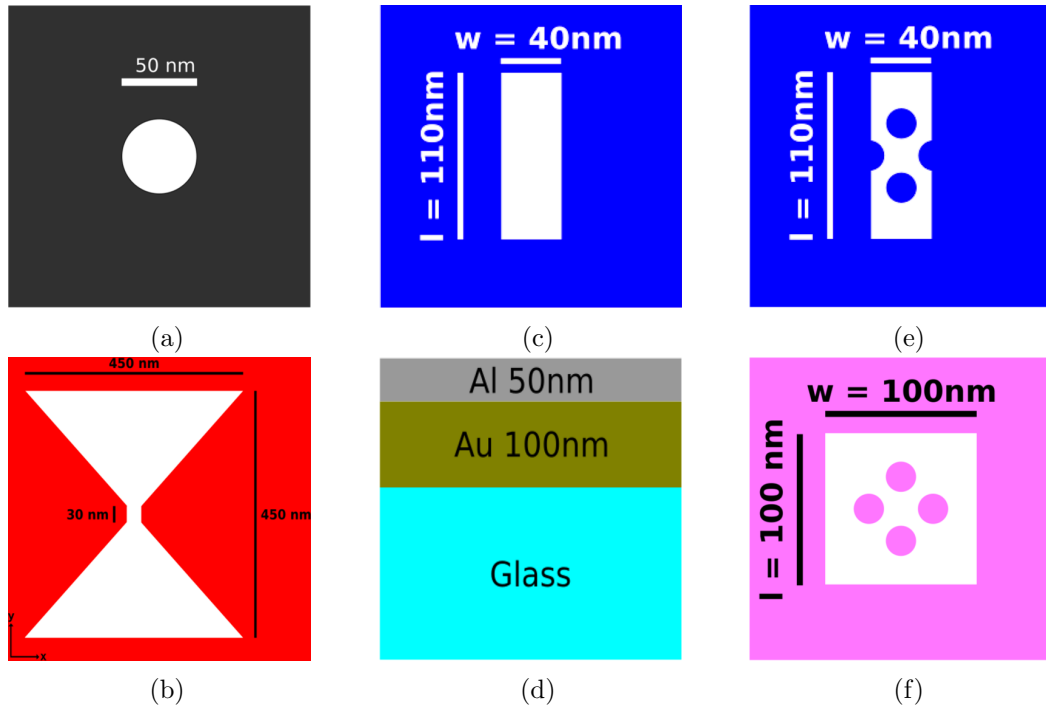 50 nm
(a)
w = 40nm
l = 110nm
(c)
w = 40nm
l = 110nm
(e)
450 nm
30 nm
450 nm
y
x
(b)
Al 50nm
Au 100nm
Glass
(d)
w = 100nm
l = 100 nm
(f)